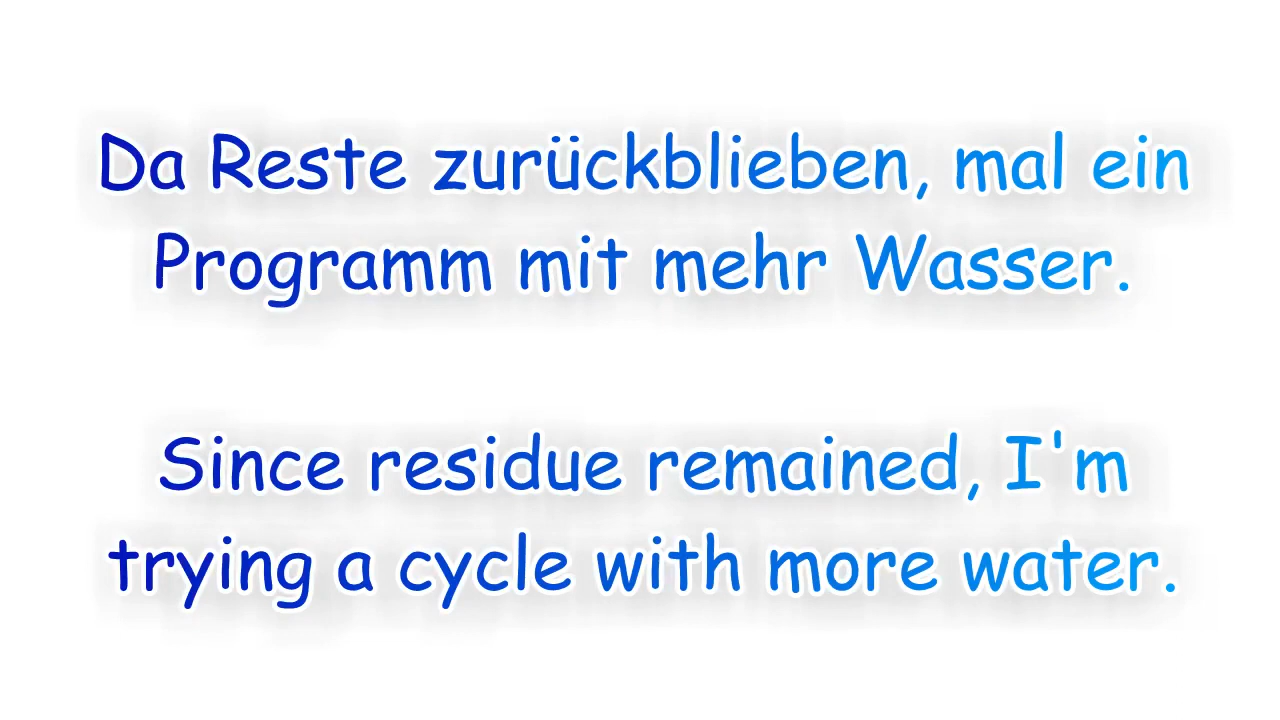 Da Reste zurückblieben, mal ein
Programm mit mehr Wasser.
Since residue remained, I'm
trying a cycle with more water.